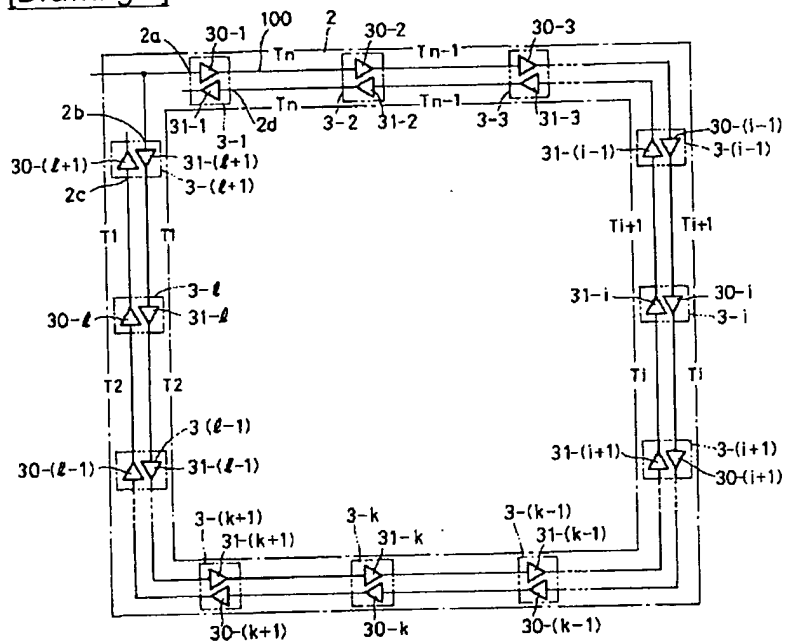 [Drawing
2a 30-1 100 Tn 2 30-2 Tn-1 30-3
31-1 2d Tn 3-2 31-2 Tn-1 3-3 31-3
3-1
2b
30-(ℓ+1) 31-(ℓ+1)
2c 3-(ℓ+1)
31-(i-1) 30-(i-1)
3-(i-1)
T1 T1 Ti+1 Ti+1
3-ℓ
30-ℓ 31-ℓ
31-i 30-i
3-i
T2 T2 Ti Ti
3(ℓ-1)
30-(ℓ-1) 31-(ℓ-1)
31-(i+1) 3-(i+1)
30-(i+1)
3-(k+1) 3-k 3-(k-1)
31-(k+1) 31-k 31-(k-1)
30-(k+1) 30-k 30-(k-1)